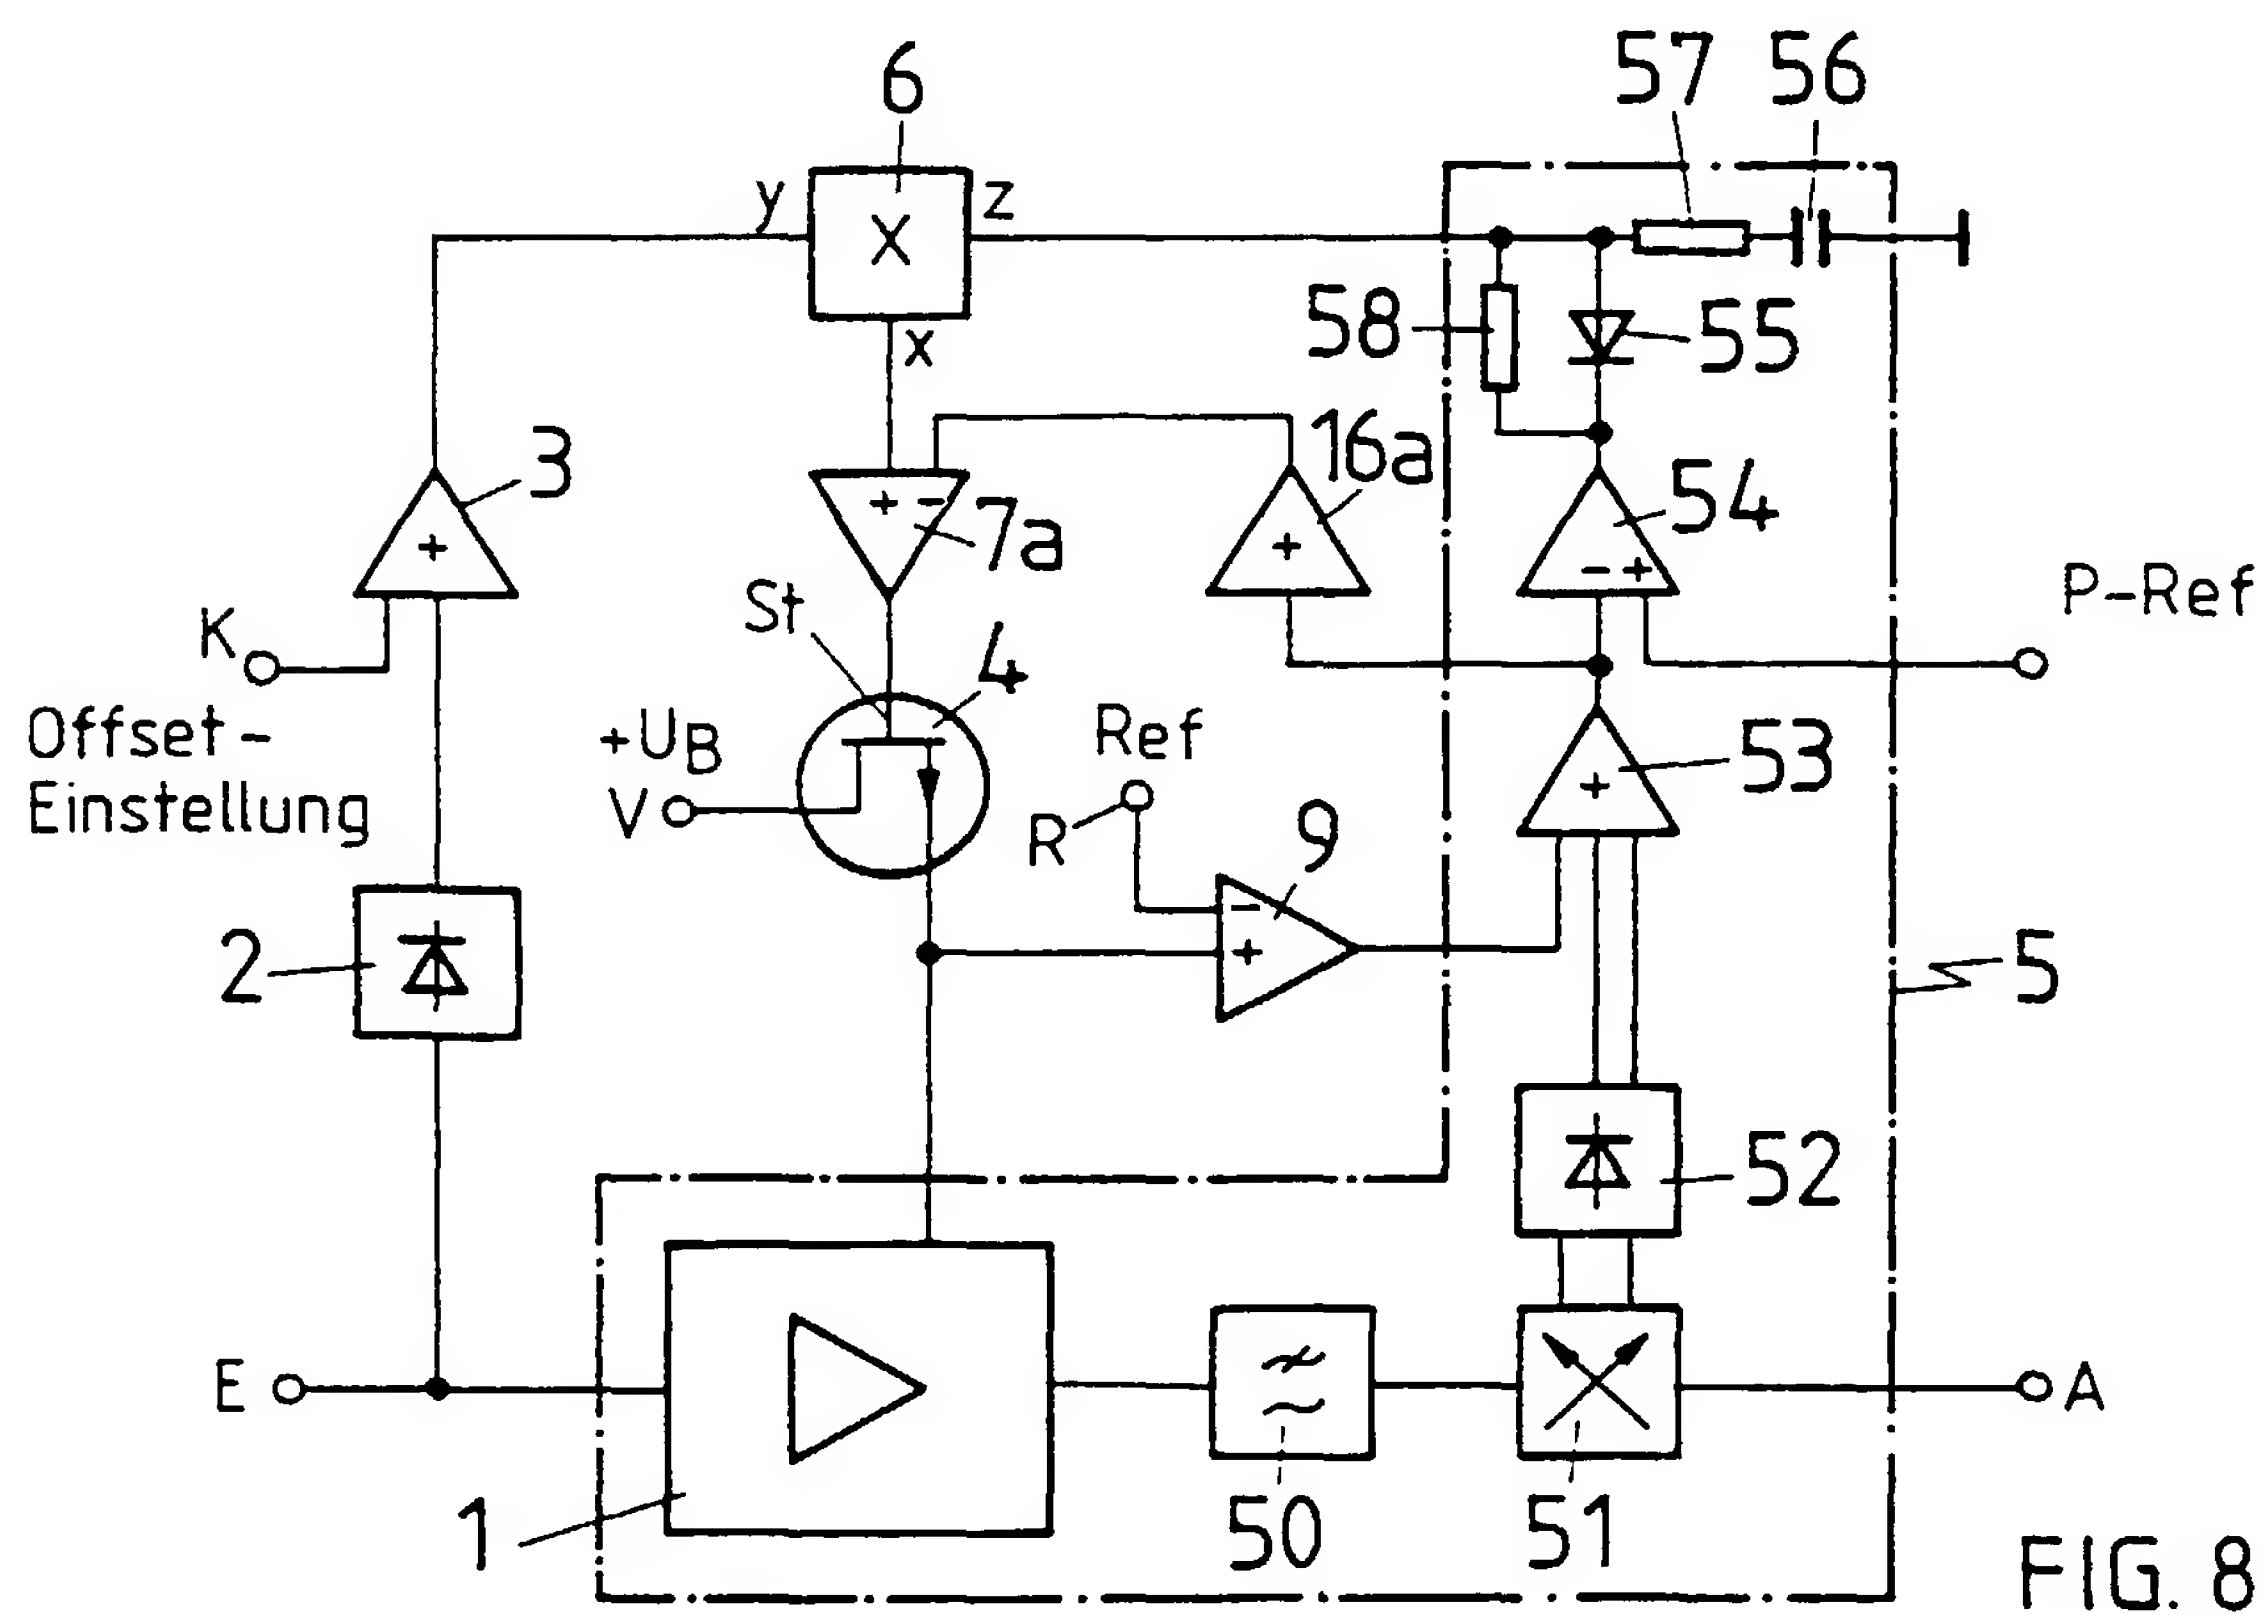 6
57 56
y
X
z
x
58
55
3
16a
+
+ -
7a
54
+
- +
K
St
4
P-Ref
Offset-
Einstellung
+UB
V
Ref
R
9
-
+
53
+
2
5
52
E
A
1
50
51
FIG. 8